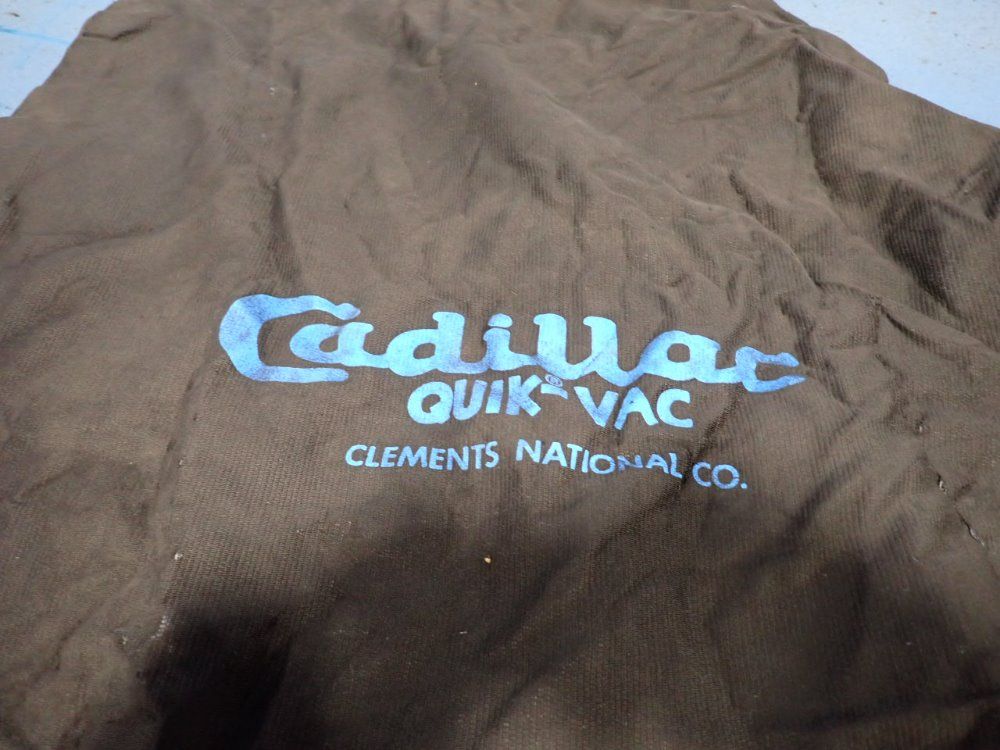 Cadillac
QUIK-VAC®
CLEMENTS NATIONAL CO.